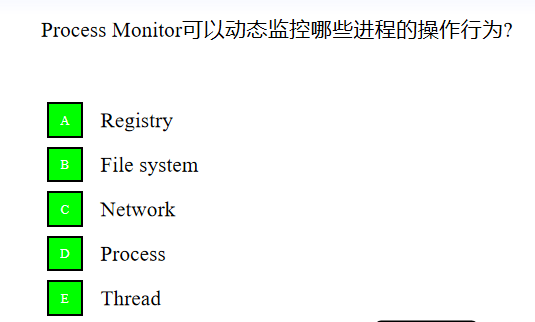 Process Monitor可以动态监控哪些进程的操作行为?
A Registry
B File system
C Network
D Process
E Thread